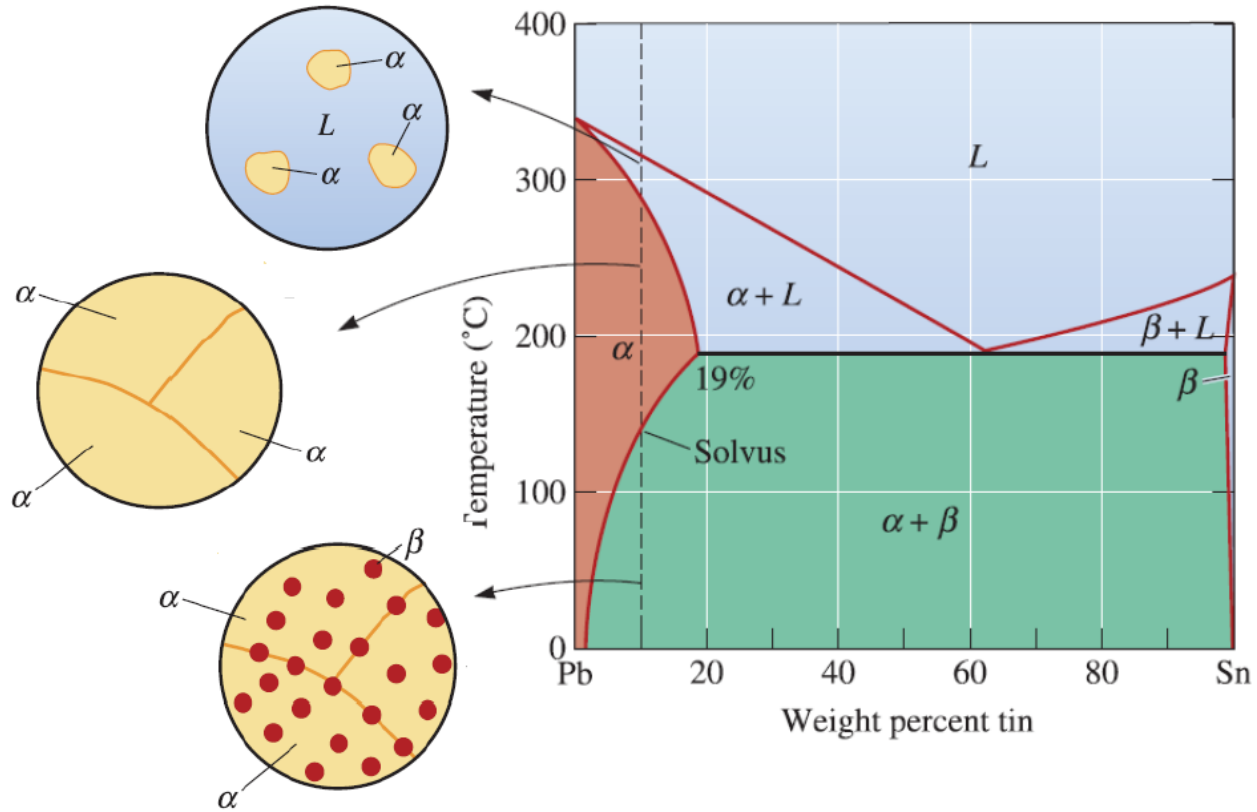 α
L
α
α
α
α
α
β
α
α
400
300
200
100
0
Temperature (°C)
L
α + L
β + L
α
19%
β
Solvus
α + β
Pb
20
40
60
80
Sn
Weight percent tin